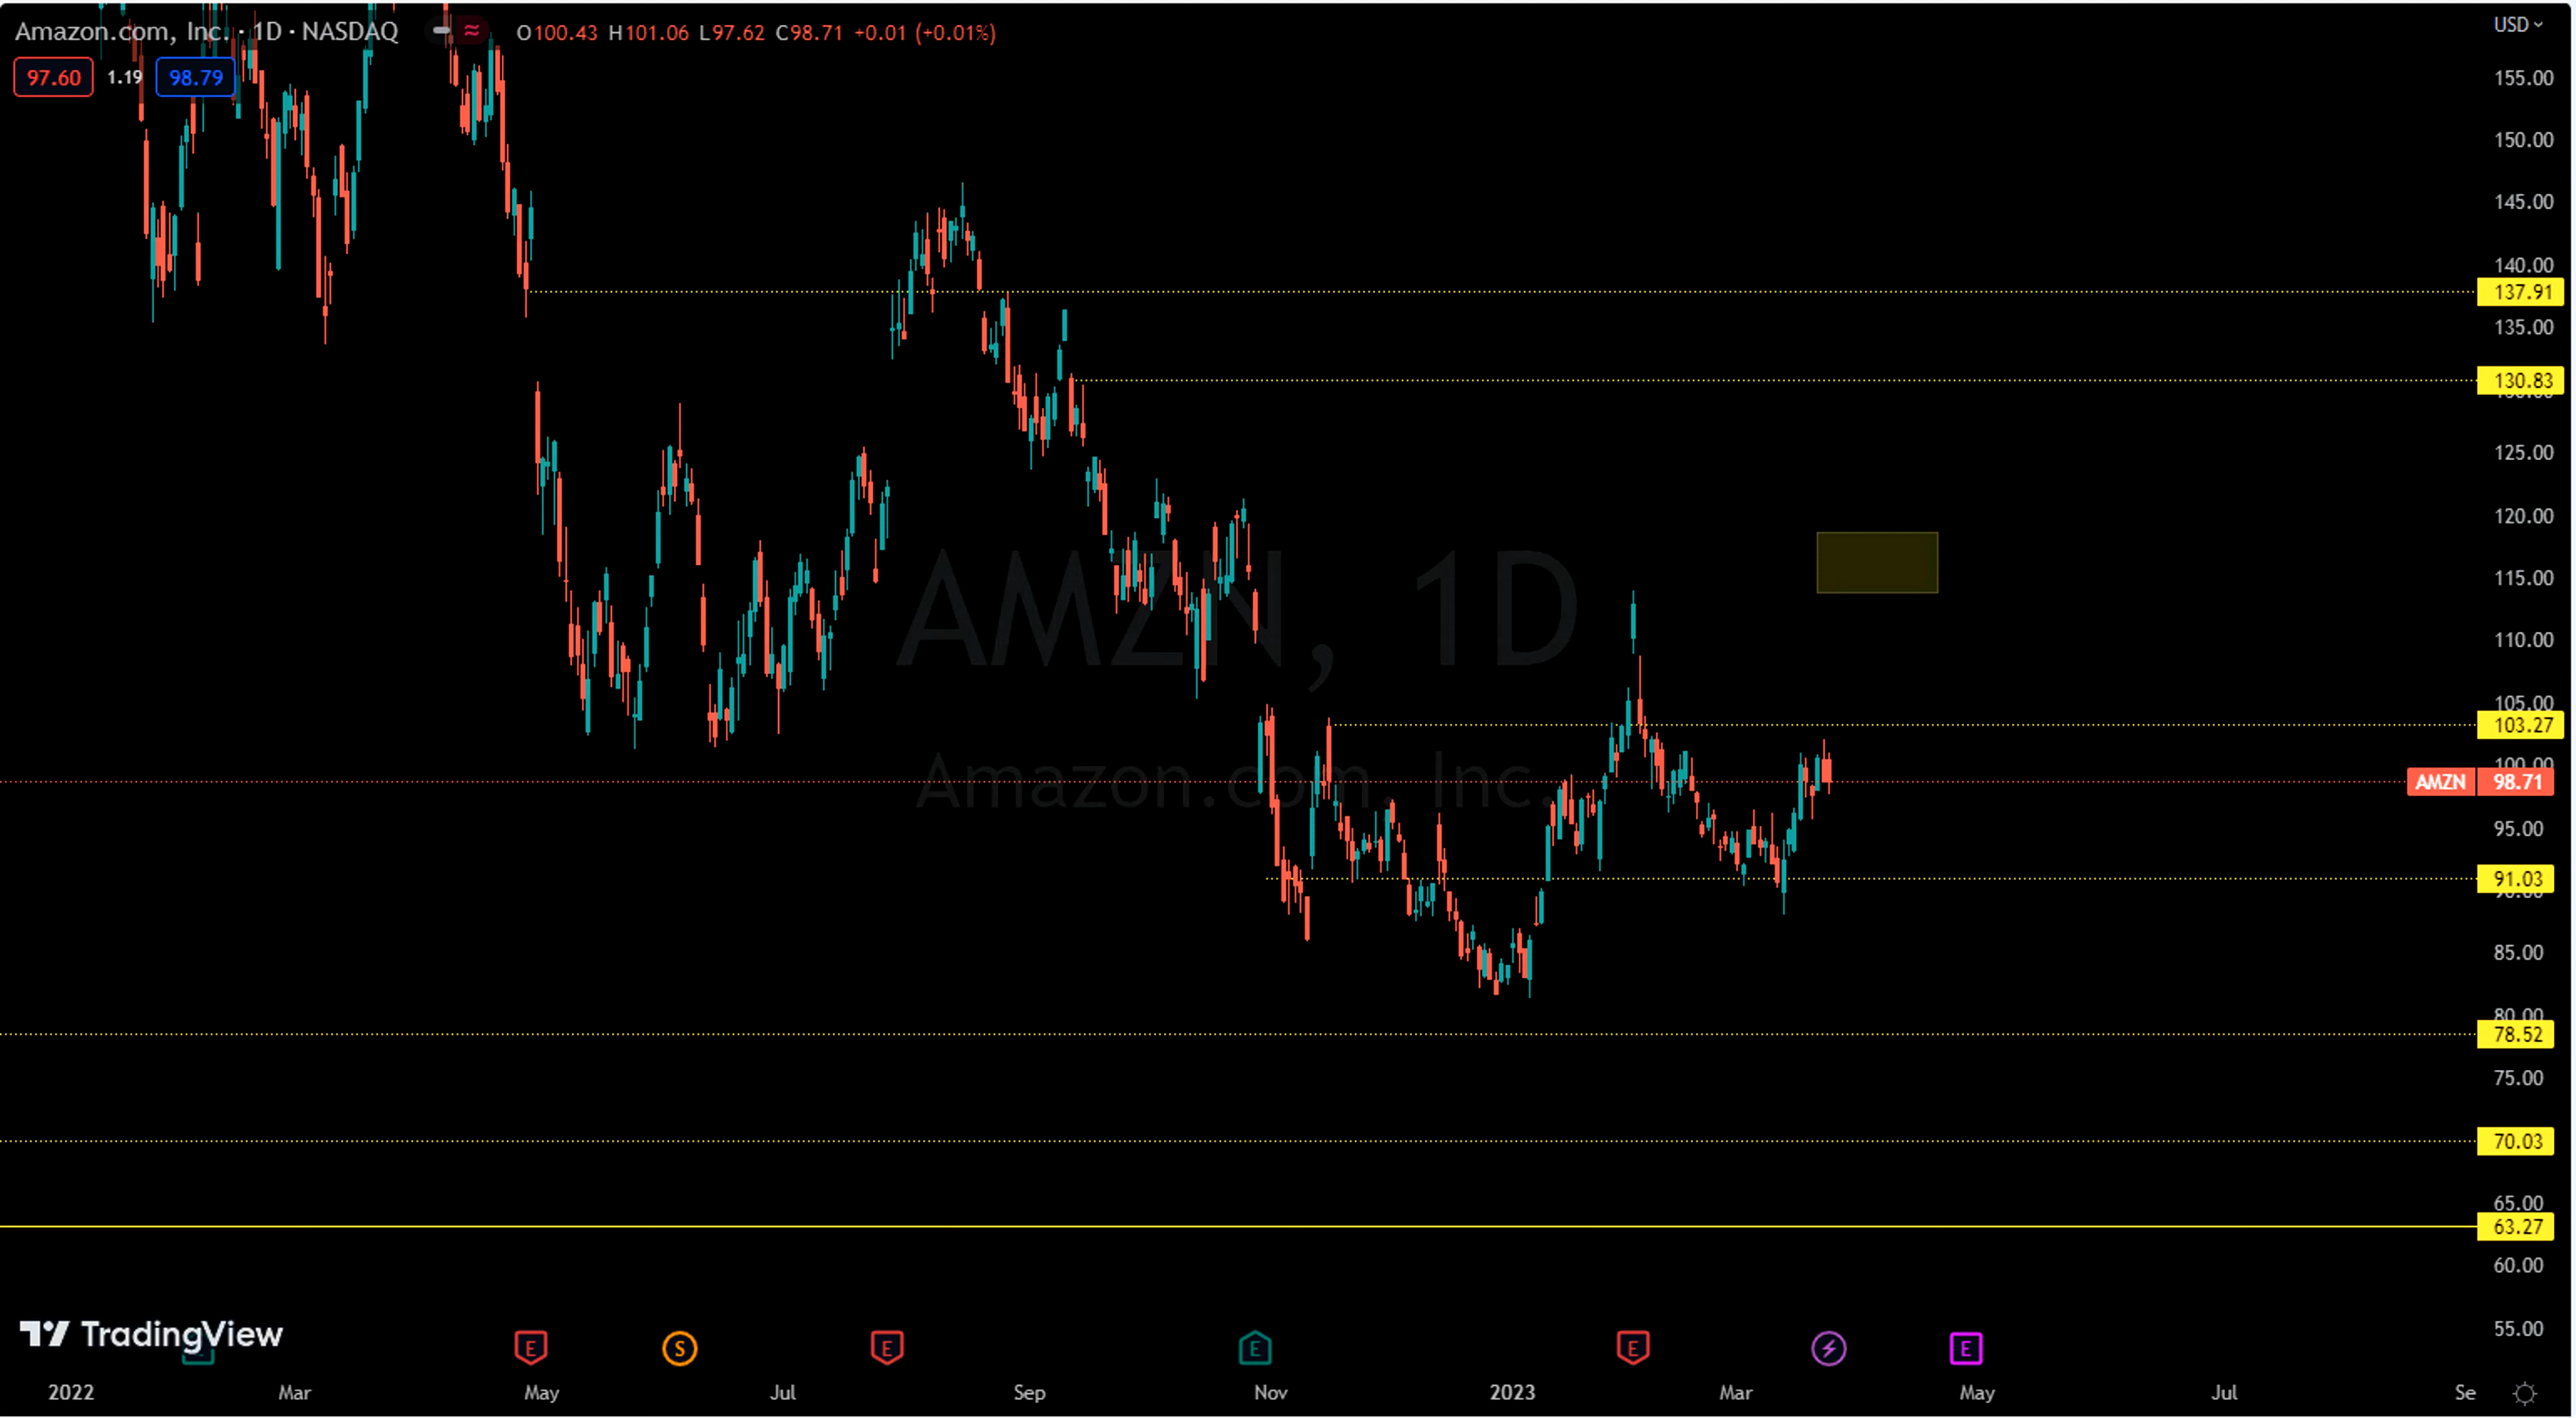 Amazon.com, Inc. · 1D · NASDAQ O100.43 H101.06 L97.62 C98.71 +0.01 (+0.01%)
97.60 1.19 98.79
USD
155.00
150.00
145.00
140.00
137.91
135.00
130.83
125.00
120.00
115.00
110.00
105.00
103.27
100.00
AMZN 98.71
95.00
91.03
90.00
85.00
80.00
78.52
75.00
70.03
65.00
63.27
60.00
55.00
AMZN, 1D
Amazon.com, Inc.
TradingView
E S E E E E
2022 Mar May Jul Sep Nov 2023 Mar May Jul Se